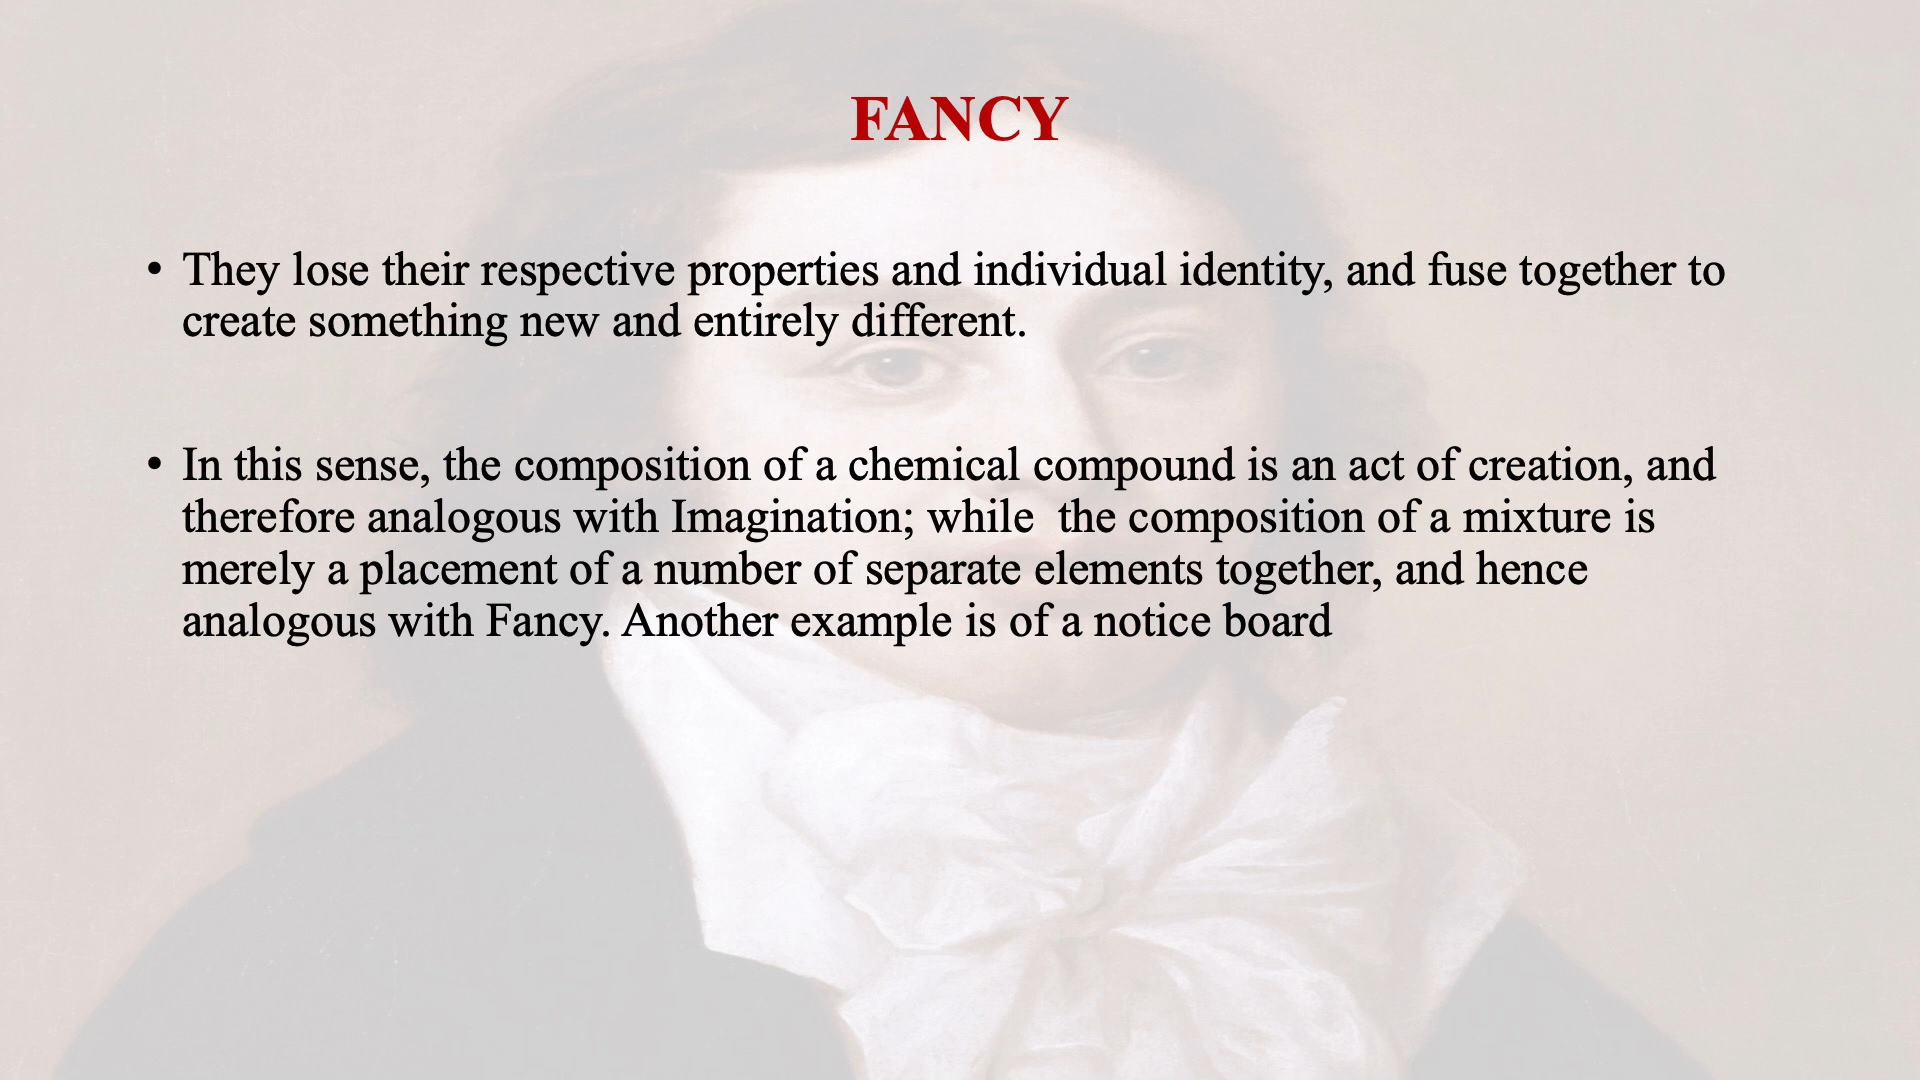 FANCY
• They lose their respective properties and individual identity, and fuse together to
create something new and entirely different.
• In this sense, the composition of a chemical compound is an act of creation, and
therefore analogous with Imagination; while  the composition of a mixture is
merely a placement of a number of separate elements together, and hence
analogous with Fancy. Another example is of a notice board